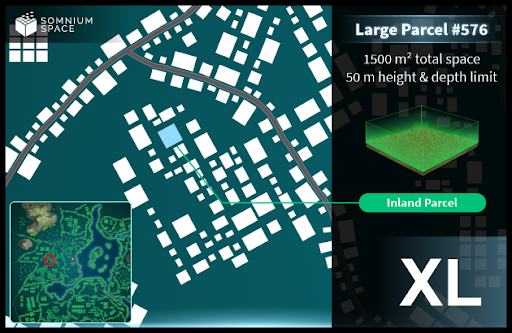 SOMNIUM
SPACE
Large Parcel #576
1500 m² total space
50 m height & depth limit
Inland Parcel
XL